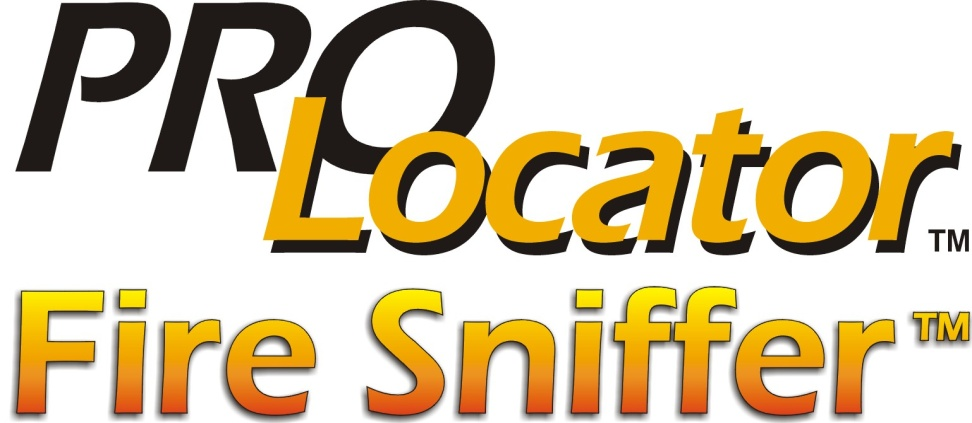 PRO
Locator™
Fire Sniffer™